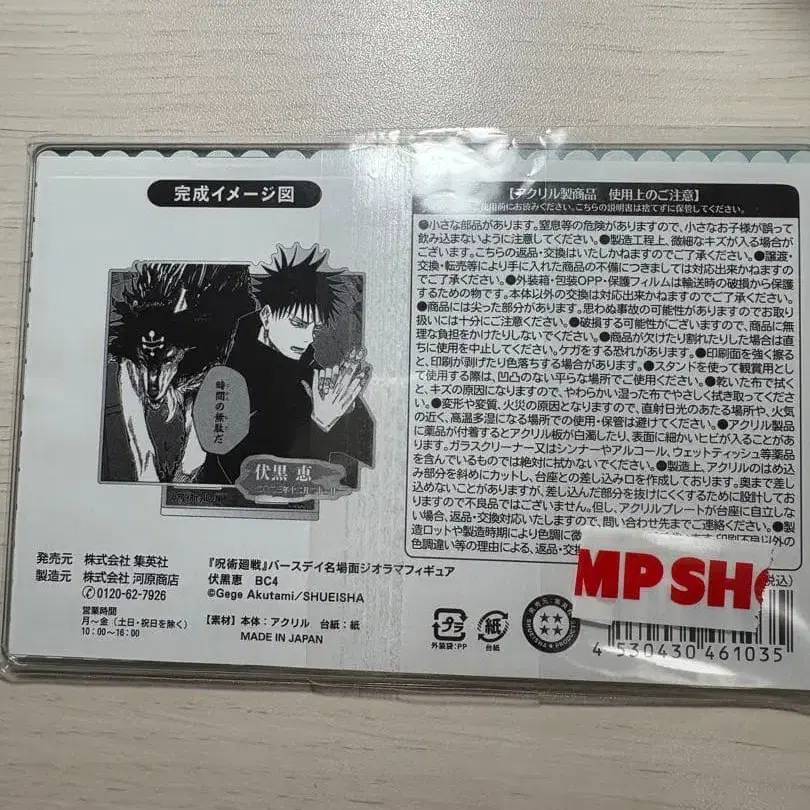 完成イメージ図
時間の無駄だ
伏黒 恵
発売元 株式会社 集英社
製造元 株式会社 河原商店
✆0120-62-7926
営業時間
月～金（土日・祝日を除く）
10:00～16:00
『呪術廻戦』バースデイ名場面ジオラマフィギュア
伏黒恵 BC4
©Gege Akutami/SHUEISHA
【素材】本体：アクリル 台紙：紙
MADE IN JAPAN
【アクリル製商品 使用上のご注意】
使用前にお読みください。こちらの説明書は捨てずに保管してください。
●小さな部品があります。窒息等の危険がありますので、小さなお子様が誤って
飲み込まないように注意してください。●製造工程上、微細なキズが入る場合が
ございます。こちらの返品・交換はいたしかねますのでご了承ください。●譲渡・
交換・転売等により手に入れた商品の不備につきましては対応出来かねますの
でご了承ください。●外装箱・包装OPP・保護フィルムは輸送時の破損から保護
するための物です。本体以外の交換は対応出来かねますのでご了承ください。
●商品には尖った部分があります。思わぬ事故の可能性がありますのでお取り
扱いには十分にご注意ください。●破損する可能性がございますので、商品に無
理な負担をかけたりしないでください。●商品が欠けたり割れたりした場合は直
ちに使用を中止してください。ケガをする恐れがあります。●印刷面を強く擦る
と、印刷が剥げたり色落ちする場合があります。●スタンドを使って観賞用とし
て使用する際は、凹凸のない平らな場所でご使用ください。●乾いた布で拭く
と、キズの原因になりますので、やわらかい湿った布でやさしく拭き取ってくださ
い。●変形や変質、火災の原因となりますので、直射日光のあたる場所や、火気
の近く、高温多湿になる場所での使用・保管は避けてください。●アクリル製品
に薬品が付着するとアクリル板が白濁したり、表面に細かいヒビが入ることがあ
ります。ガラスクリーナー又はシンナーやアルコール、ウェットティッシュ等薬品
を含んでいるものでは絶対に拭かないでください。●製造上、アクリルのはめ込
み部分を斜めにカットし、台座との差し込み口を作しております。奥まで差し
込めないことがありますが、差し込んだ部分を抜けにくくするために設計してお
りますので不良品ではございません。但し、アクリルプレートが台座に自立しな
い場合、返品・交換対応いたしますので、問い合わせ先までご連絡ください。●製
造ロットや製造時期により色調に
色調違い等の理由による、返品・交
MP SH
税込）
プラ
外装袋：PP
紙
台紙
4 530430 461035